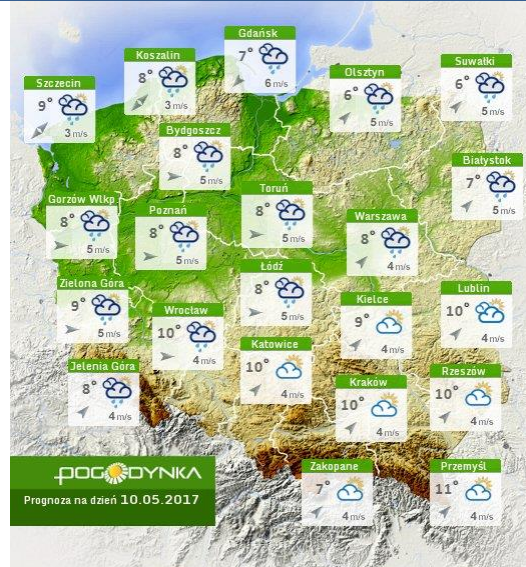 Gdańsk
7°
6 m/s
Koszalin
8°
3 m/s
Suwałki
6°
5 m/s
Olsztyn
6°
5 m/s
Szczecin
9°
3 m/s
Bydgoszcz
8°
5 m/s
Białystok
7°
5 m/s
Toruń
8°
5 m/s
Gorzów Wlkp
8°
5 m/s
Poznań
8°
5 m/s
Warszawa
8°
4 m/s
Łódź
8°
5 m/s
Zielona Góra
9°
5 m/s
Lublin
10°
4 m/s
Kielce
9°
4 m/s
Wrocław
10°
4 m/s
Katowice
10°
4 m/s
Jelenia Góra
8°
4 m/s
Rzeszów
10°
4 m/s
Kraków
10°
4 m/s
Zakopane
7°
4 m/s
Przemyśl
11°
4 m/s
POGODYNKA
Prognoza na dzień 10.05.2017